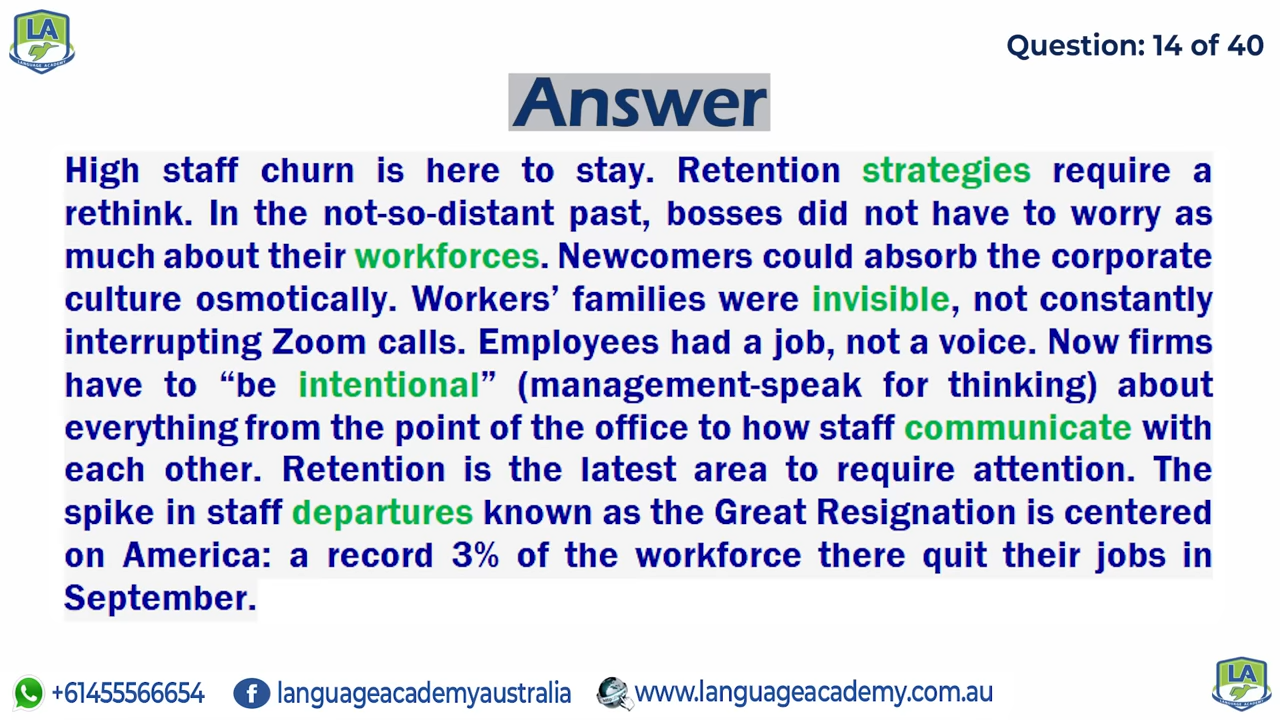 LA
LANGUAGE ACADEMY
Question: 14 of 40
Answer
High staff churn is here to stay. Retention strategies require a
rethink. In the not-so-distant past, bosses did not have to worry as
much about their workforces. Newcomers could absorb the corporate
culture osmotically. Workers’ families were invisible, not constantly
interrupting Zoom calls. Employees had a job, not a voice. Now firms
have to “be intentional” (management-speak for thinking) about
everything from the point of the office to how staff communicate with
each other. Retention is the latest area to require attention. The
spike in staff departures known as the Great Resignation is centered
on America: a record 3% of the workforce there quit their jobs in
September.
+61455566654
languageacademyaustralia
www.languageacademy.com.au
LA
LANGUAGE ACADEMY